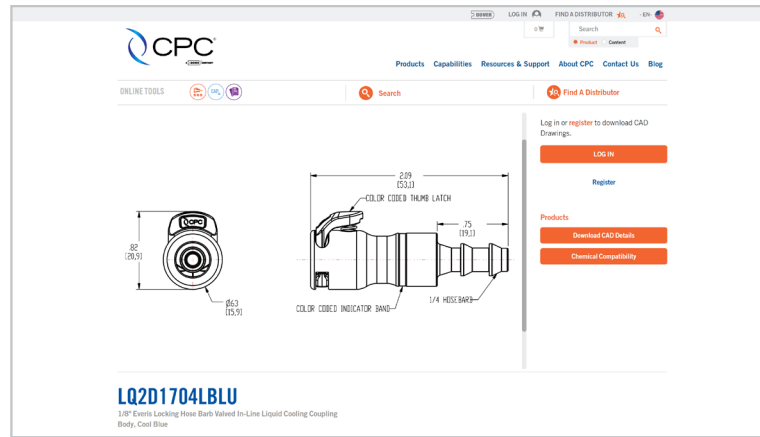 DOVER LOG IN FIND A DISTRIBUTOR - EN-
0 Search
Product Content
CPC
Products Capabilities Resources & Support About CPC Contact Us Blog
ONLINE TOOLS CAD Search Find A Distributor
Log in or register to download CAD
Drawings.
LOG IN
Register
Products
Download CAD Details
Chemical Compatibility
2.09
[53,1]
COLOR CODED THUMB LATCH
.75
[19,1]
CPC
.82
[20,9]
Ø.63
[15,9]
COLOR CODED INDICATOR BAND
1/4 HOSEBARB
LQ2D1704LBLU
1/8" Everis Locking Hose Barb Valved In-Line Liquid Cooling Coupling
Body, Cool Blue